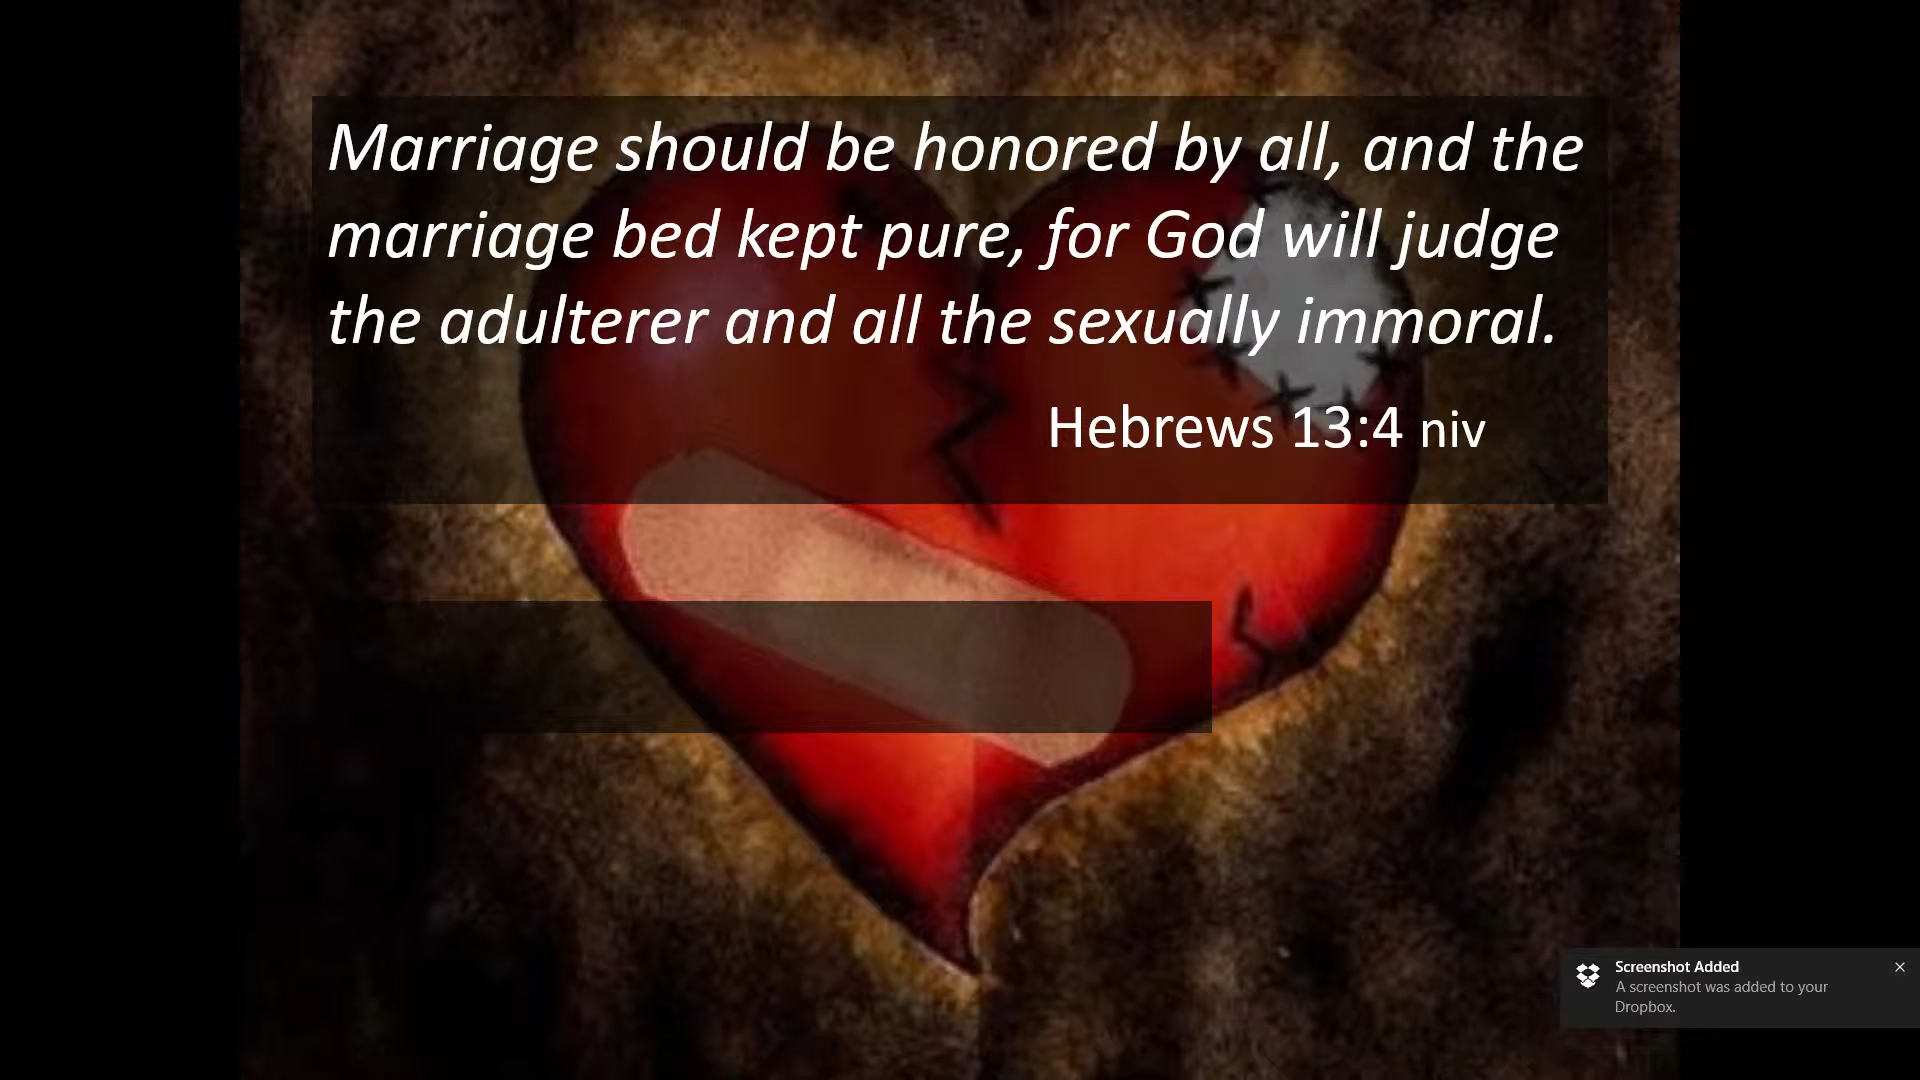 Marriage should be honored by all, and the
marriage bed kept pure, for God will judge
the adulterer and all the sexually immoral.
Hebrews 13:4 niv
Screenshot Added
A screenshot was added to your
Dropbox.